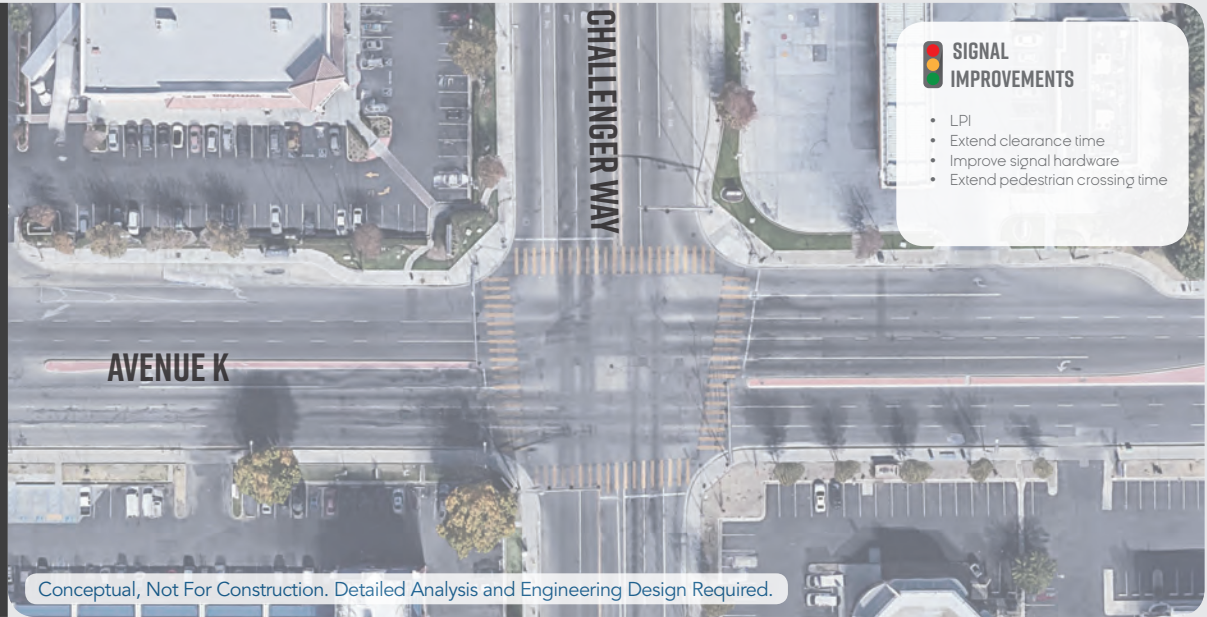 CHALLENGER WAY
SIGNAL
IMPROVEMENTS
• LPI
• Extend clearance time
• Improve signal hardware
• Extend pedestrian crossing time
AVENUE K
Conceptual, Not For Construction. Detailed Analysis and Engineering Design Required.